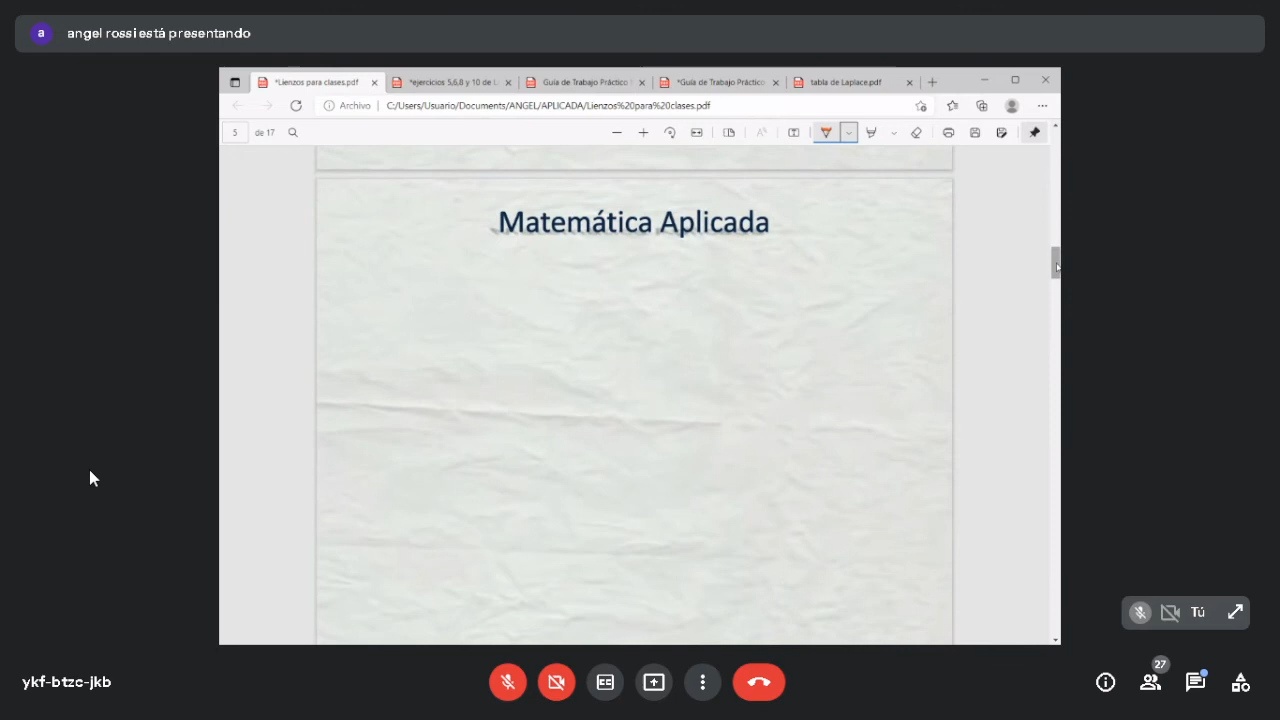 a angel rossi está presentando
*Lienzos para clases.pdf
*ejercicios 5,6,8 y 10 de L
Guía de Trabajo Práctico
*Guía de Trabajo Práctico
tabla de Laplace.pdf
Archivo C:/Users/Usuario/Documents/ANGEL/APLICADA/Lienzos%20para%20clases.pdf
5 de 17
Matemática Aplicada
Tú
ykf-btzc-jkb
27